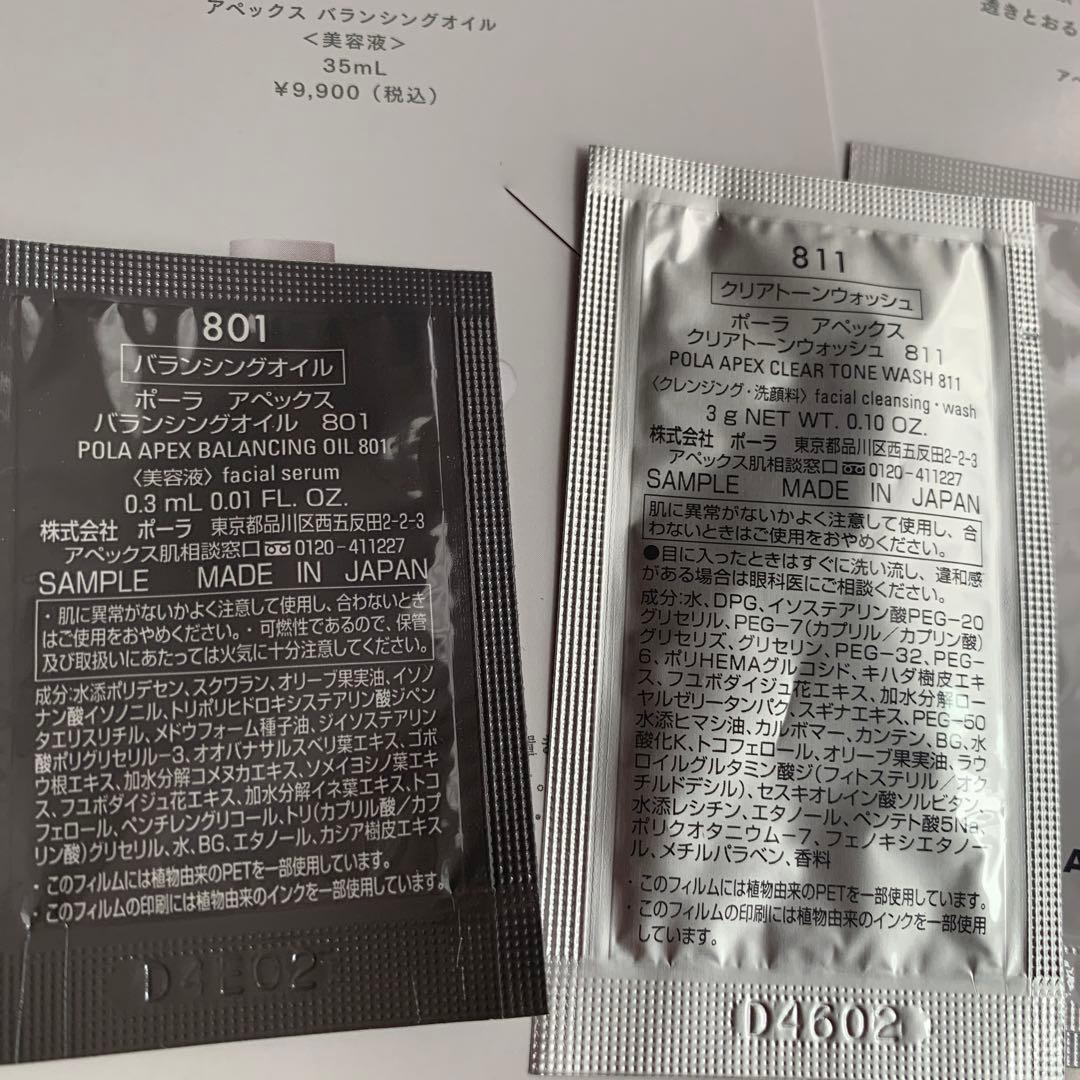 アペックス バランシングオイル
＜美容液＞
35mL
¥9,900（税込）
透きとおる
801
バランシングオイル
ポーラ アペックス
バランシングオイル 801
POLA APEX BALANCING OIL 801
〈美容液〉facial serum
0.3 mL 0.01 FL. OZ.
株式会社 ポーラ 東京都品川区西五反田2-2-3
アペックス肌相談窓口 0120-411227
SAMPLE MADE IN JAPAN
・肌に異常がないかよく注意して使用し、合わないとき
はご使用をおやめください。・可燃性であるので、保管
及び取扱いにあたっては火気に十分注意してください。
成分:水添ポリデセン、スクワラン、オリーブ果実油、イソノ
ナン酸イソノニル、トリポリヒドロキシステアリン酸ジペン
タエリスリチル、メドウフォーム種子油、ジイソステアリン
酸ポリグリセリル-3、オオバナサルスベリ葉エキス、ゴボ
ウ根エキス、加水分解コメヌカエキス、ソメイヨシノ葉エキ
ス、フユボダイジュ花エキス、加水分解イネ葉エキス、トコ
フェロール、ペンチレングリコール、トリ(カプリル酸／カプ
リン酸)グリセリル、水、BG、エタノール、カシア樹皮エキス
・このフィルムには植物由来のPETを一部使用しています。
・このフィルムの印刷には植物由来のインクを一部使用しています。
811
クリアトーンウォッシュ
ポーラ アペックス
クリアトーンウォッシュ 811
POLA APEX CLEAR TONE WASH 811
〈クレンジング・洗顔料〉facial cleansing・wash
3 g NET WT. 0.10 OZ.
株式会社 ポーラ 東京都品川区西五反田2-2-3
アペックス肌相談窓口 0120-411227
SAMPLE MADE IN JAPAN
肌に異常がないかよく注意して使用し、合
わないときはご使用をおやめください。
●目に入ったときはすぐに洗い流し、違和感
がある場合は眼科医にご相談ください。
成分:水、DPG、イソステアリン酸PEG-20
グリセリル、PEG-7(カプリル／カプリン酸)
グリセリズ、グリセリン、PEG-32、PEG-
6、ポリHEMAグルコシド、キハダ樹皮エキ
ス、フユボダイジュ花エキス、加水分解ロー
ヤルゼリータンパク、スギナエキス、PEG-50
水添ヒマシ油、カルボマー、カンテン、BG、水
酸化K、トコフェロール、オリーブ果実油、ラウ
ロイルグルタミン酸ジ(フィトステリル／オク
チルドデシル)、セスキオレイン酸ソルビタン、
水添レシチン、エタノール、ペンテト酸5Na、
ポリクオタニウム-7、フェノキシエタノー
ル、メチルパラベン、香料
・このフィルムには植物由来のPETを一部使用しています。
・このフィルムの印刷には植物由来のインクを一部使用
しています。
D4E02
D4602